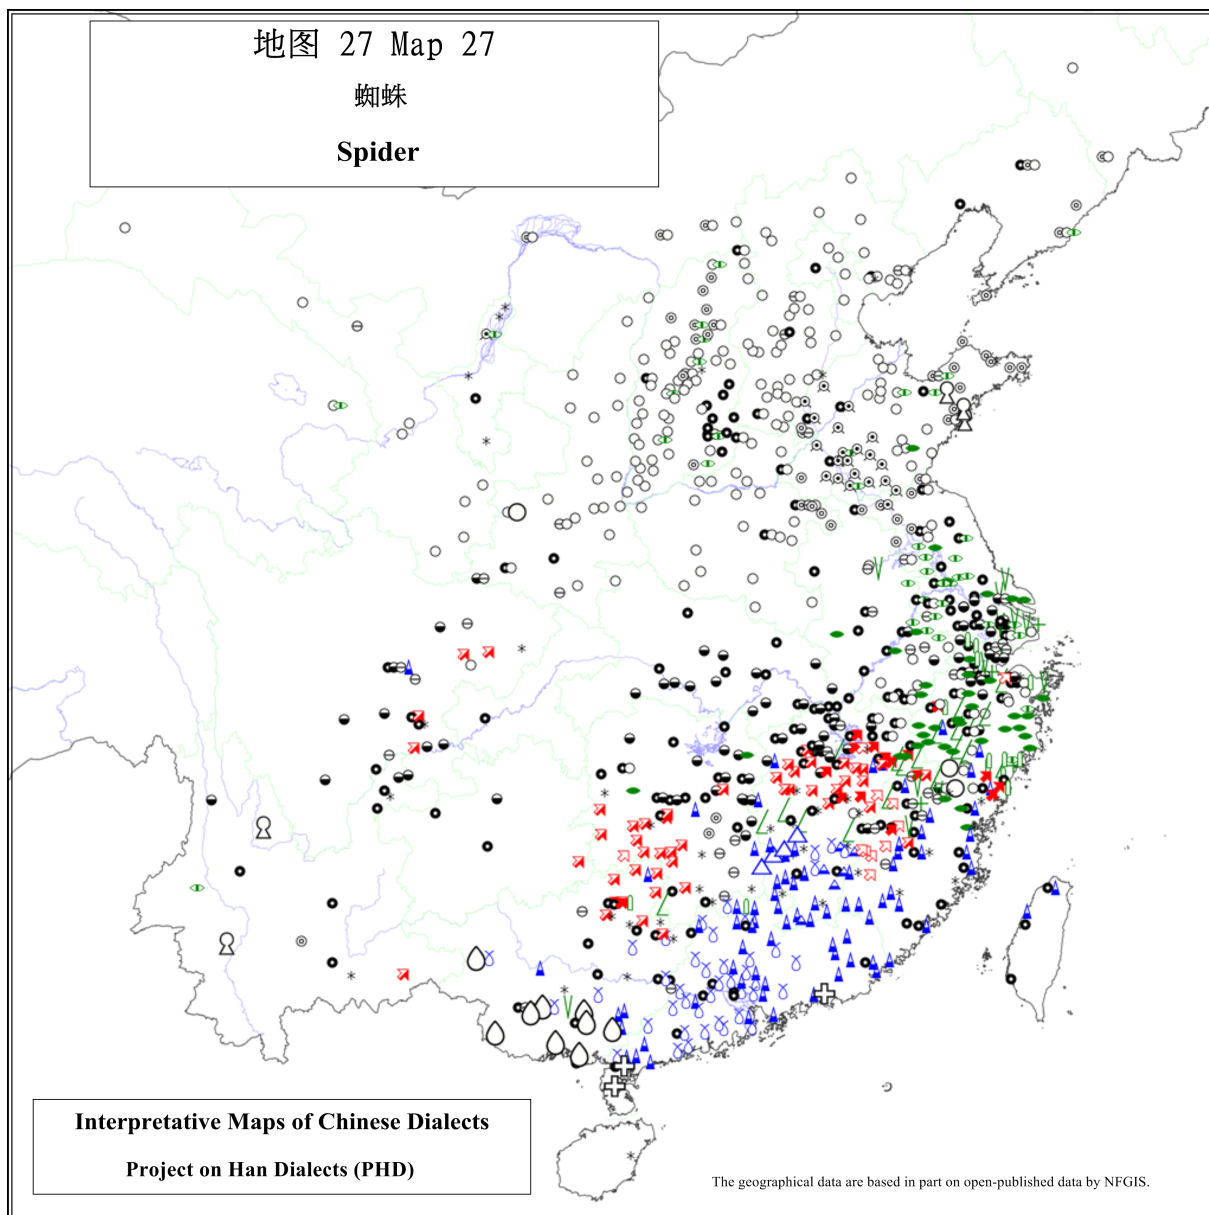 地图 27 Map 27
蜘蛛
Spider
Interpretative Maps of Chinese Dialects
Project on Han Dialects (PHD)
The geographical data are based in part on open-published data by NFGIS.